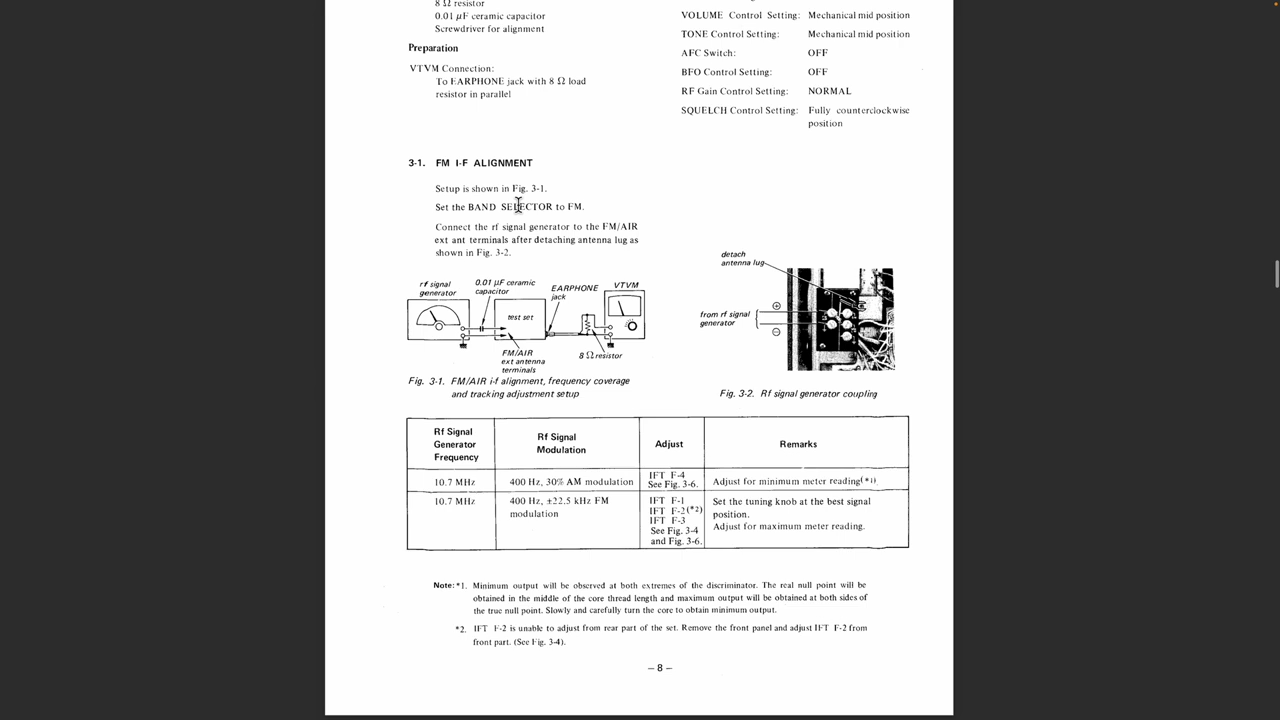 8 Ω resistor
0.01 μF ceramic capacitor
Screwdriver for alignment
Preparation
VTVM Connection:
To EARPHONE jack with 8 Ω load
resistor in parallel
VOLUME Control Setting: Mechanical mid position
TONE Control Setting: Mechanical mid position
AFC Switch: OFF
BFO Control Setting: OFF
RF Gain Control Setting: NORMAL
SQUELCH Control Setting: Fully counterclockwise
position
3-1. FM I-F ALIGNMENT
Setup is shown in Fig. 3-1.
Set the BAND SELECTOR to FM.
Connect the rf signal generator to the FM/AIR
ext ant terminals after detaching antenna lug as
shown in Fig. 3-2.
rf signal
generator
0.01 μF ceramic
capacitor
test set
EARPHONE
jack
VTVM
FM/AIR
ext antenna
terminals
8 Ω resistor
Fig. 3-1. FM/AIR i-f alignment, frequency coverage
and tracking adjustment setup
detach
antenna lug
from rf signal
generator
⊕
⊖
Fig. 3-2. Rf signal generator coupling
Rf Signal
Generator
Frequency
Rf Signal
Modulation
Adjust
Remarks
10.7 MHz
400 Hz, 30% AM modulation
IFT F-4
See Fig. 3-6.
Adjust for minimum meter reading(*1)
10.7 MHz
400 Hz, ±22.5 kHz FM
modulation
IFT F-1
IFT F-2(*2)
IFT F-3
See Fig. 3-4
and Fig. 3-6.
Set the tuning knob at the best signal
position.
Adjust for maximum meter reading.
Note: *1. Minimum output will be observed at both extremes of the discriminator. The real null point will be
obtained in the middle of the core thread length and maximum output will be obtained at both sides of
the true null point. Slowly and carefully turn the core to obtain minimum output.
*2. IFT F-2 is unable to adjust from rear part of the set. Remove the front panel and adjust IFT F-2 from
front part. (See Fig. 3-4).
– 8 –